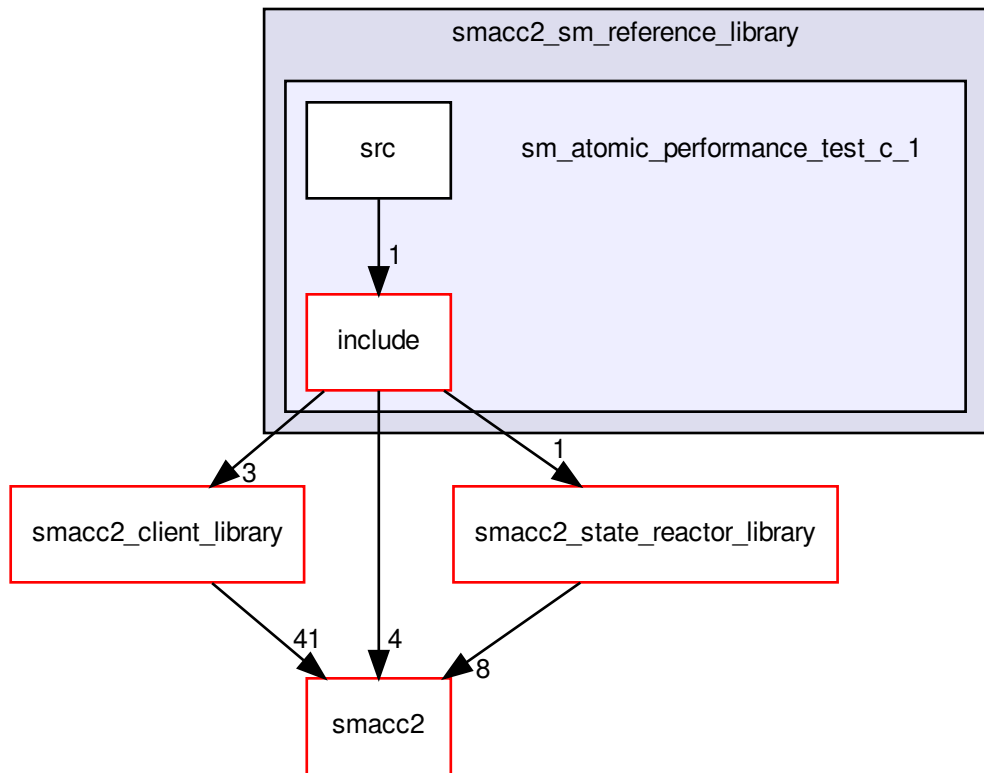 smacc2_sm_reference_library
src
sm_atomic_performance_test_c_1
1
include
3
1
smacc2_client_library
smacc2_state_reactor_library
41
4
8
smacc2